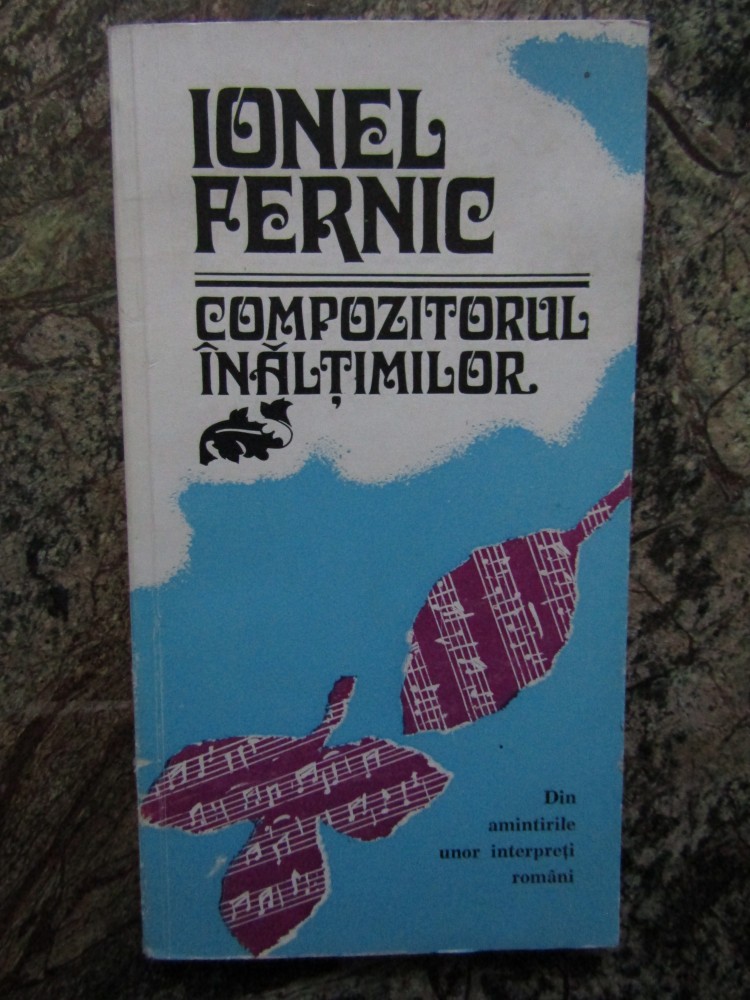 IONEL
FERNIC
COMPOZITORUL
ÎNĂLȚIMILOR
Din
amintirile
unor interpreți
români